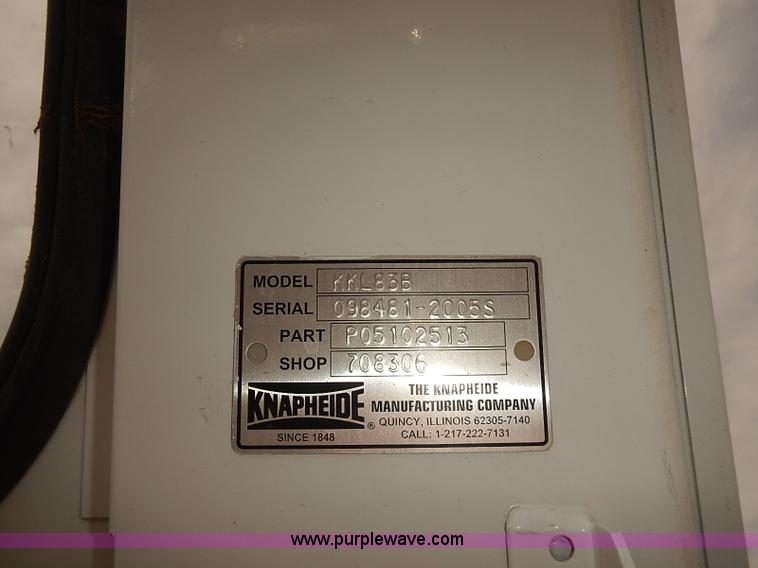 MODEL KKL83B
SERIAL 098481-2005S
PART P05102513
SHOP 708306
KNAPHEIDE ®
SINCE 1848
THE KNAPHEIDE
MANUFACTURING COMPANY
QUINCY, ILLINOIS 62305-7140
CALL: 1-217-222-7131
www.purplewave.com